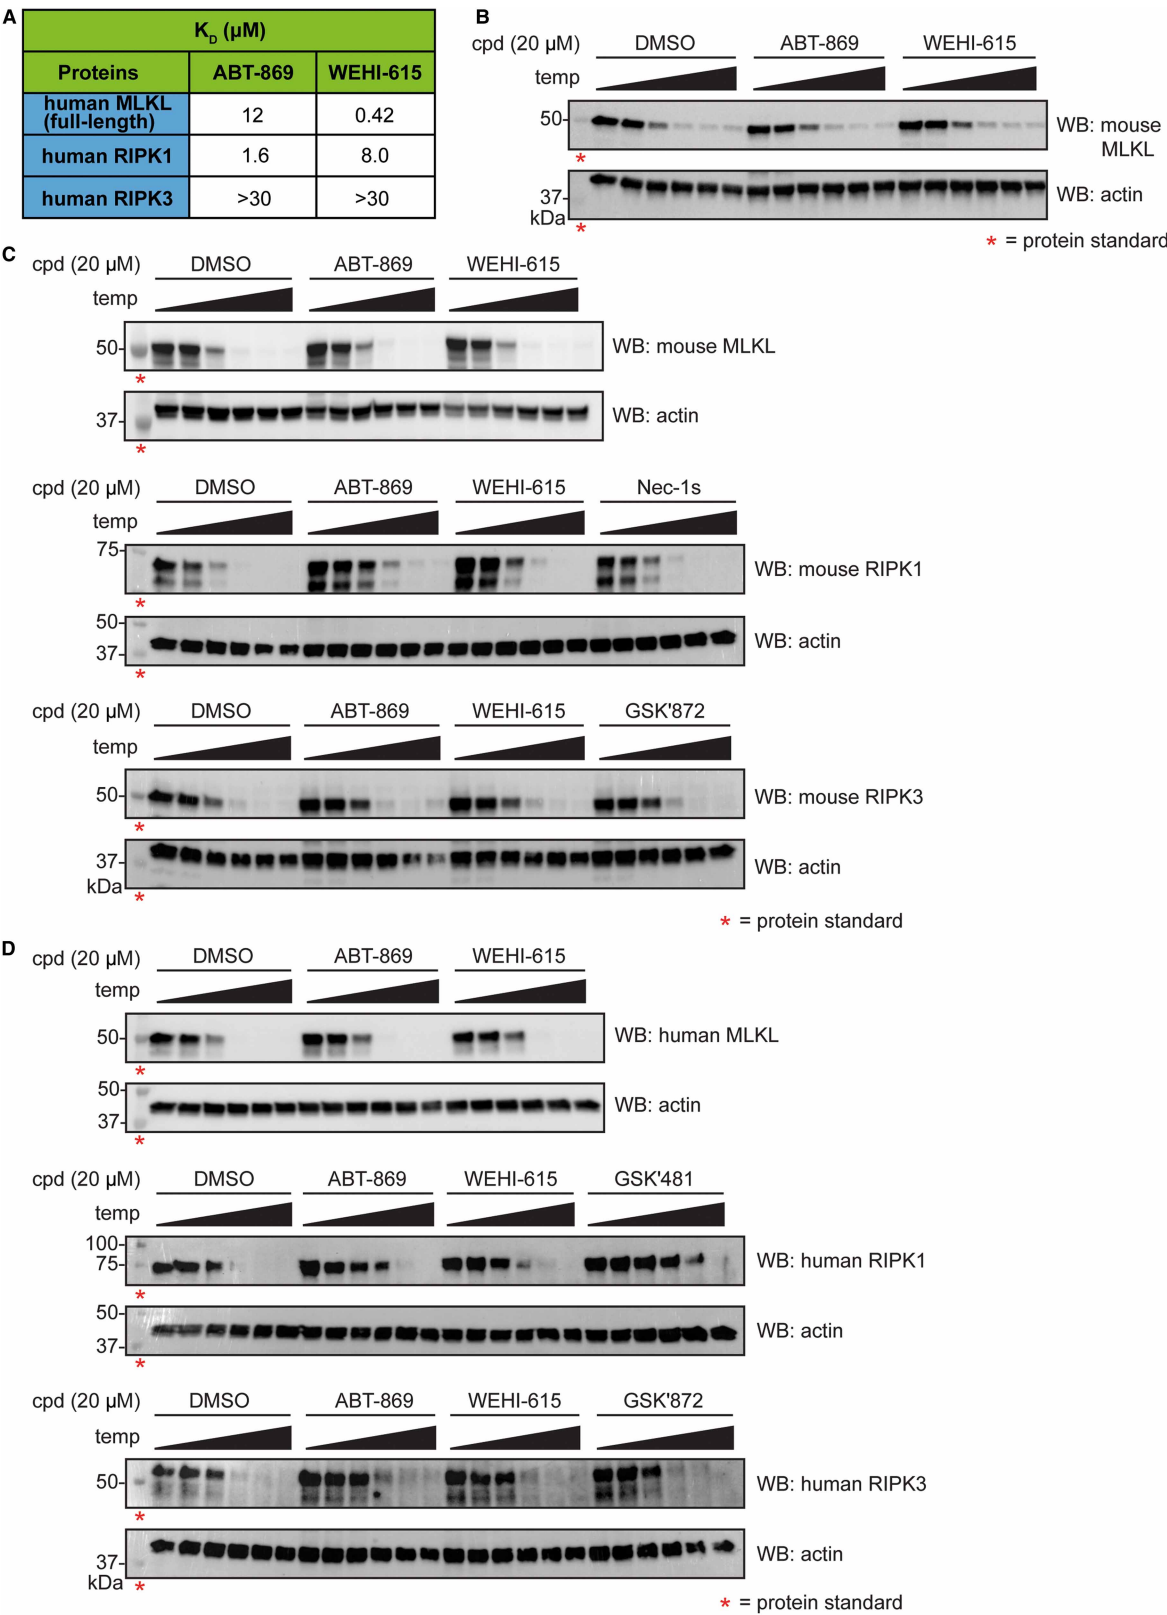 A
K_D (µM)
Proteins ABT-869 WEHI-615
human MLKL (full-length) 12 0.42
human RIPK1 1.6 8.0
human RIPK3 >30 >30
B
cpd (20 µM) DMSO ABT-869 WEHI-615
temp
50- WB: mouse MLKL
*
37- WB: actin
kDa
*
* = protein standard
C
cpd (20 µM) DMSO ABT-869 WEHI-615
temp
50- WB: mouse MLKL
*
37- WB: actin
*
cpd (20 µM) DMSO ABT-869 WEHI-615 Nec-1s
temp
75- WB: mouse RIPK1
*
50-
37- WB: actin
*
cpd (20 µM) DMSO ABT-869 WEHI-615 GSK'872
temp
50- WB: mouse RIPK3
*
37- WB: actin
kDa
*
* = protein standard
D
cpd (20 µM) DMSO ABT-869 WEHI-615
temp
50- WB: human MLKL
*
50-
37- WB: actin
*
cpd (20 µM) DMSO ABT-869 WEHI-615 GSK'481
temp
100-
75- WB: human RIPK1
*
50-
37- WB: actin
*
cpd (20 µM) DMSO ABT-869 WEHI-615 GSK'872
temp
50- WB: human RIPK3
*
37- WB: actin
kDa
*
* = protein standard